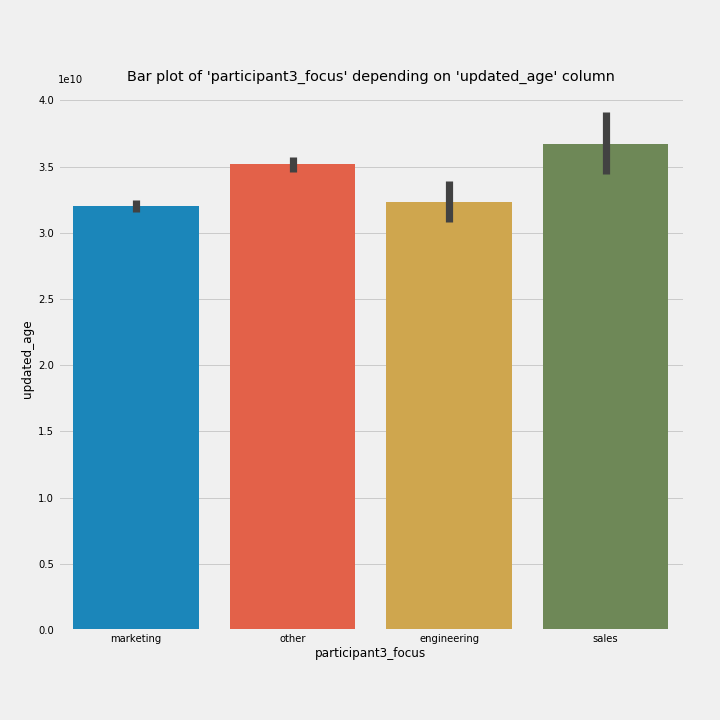 Bar plot of 'participant3_focus' depending on 'updated_age' column
1e10
4.0
3.5
3.0
2.5
2.0
1.5
1.0
0.5
0.0
updated_age
marketing other engineering sales
participant3_focus